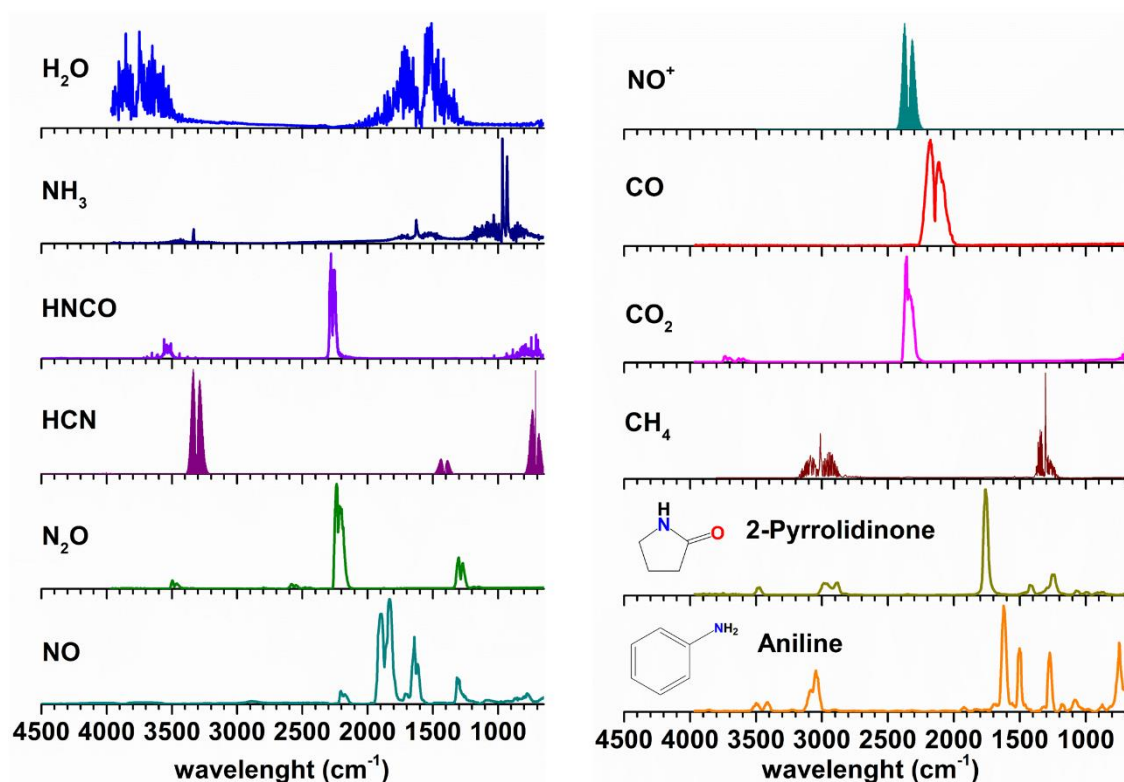 H₂O
NH₃
HNCO
HCN
N₂O
NO
4500 4000 3500 3000 2500 2000 1500 1000
wavelenght (cm⁻¹)
NO⁺
CO
CO₂
CH₄
H
N
O
2-Pyrrolidinone
NH₂
Aniline
4500 4000 3500 3000 2500 2000 1500 1000
wavelenght (cm⁻¹)